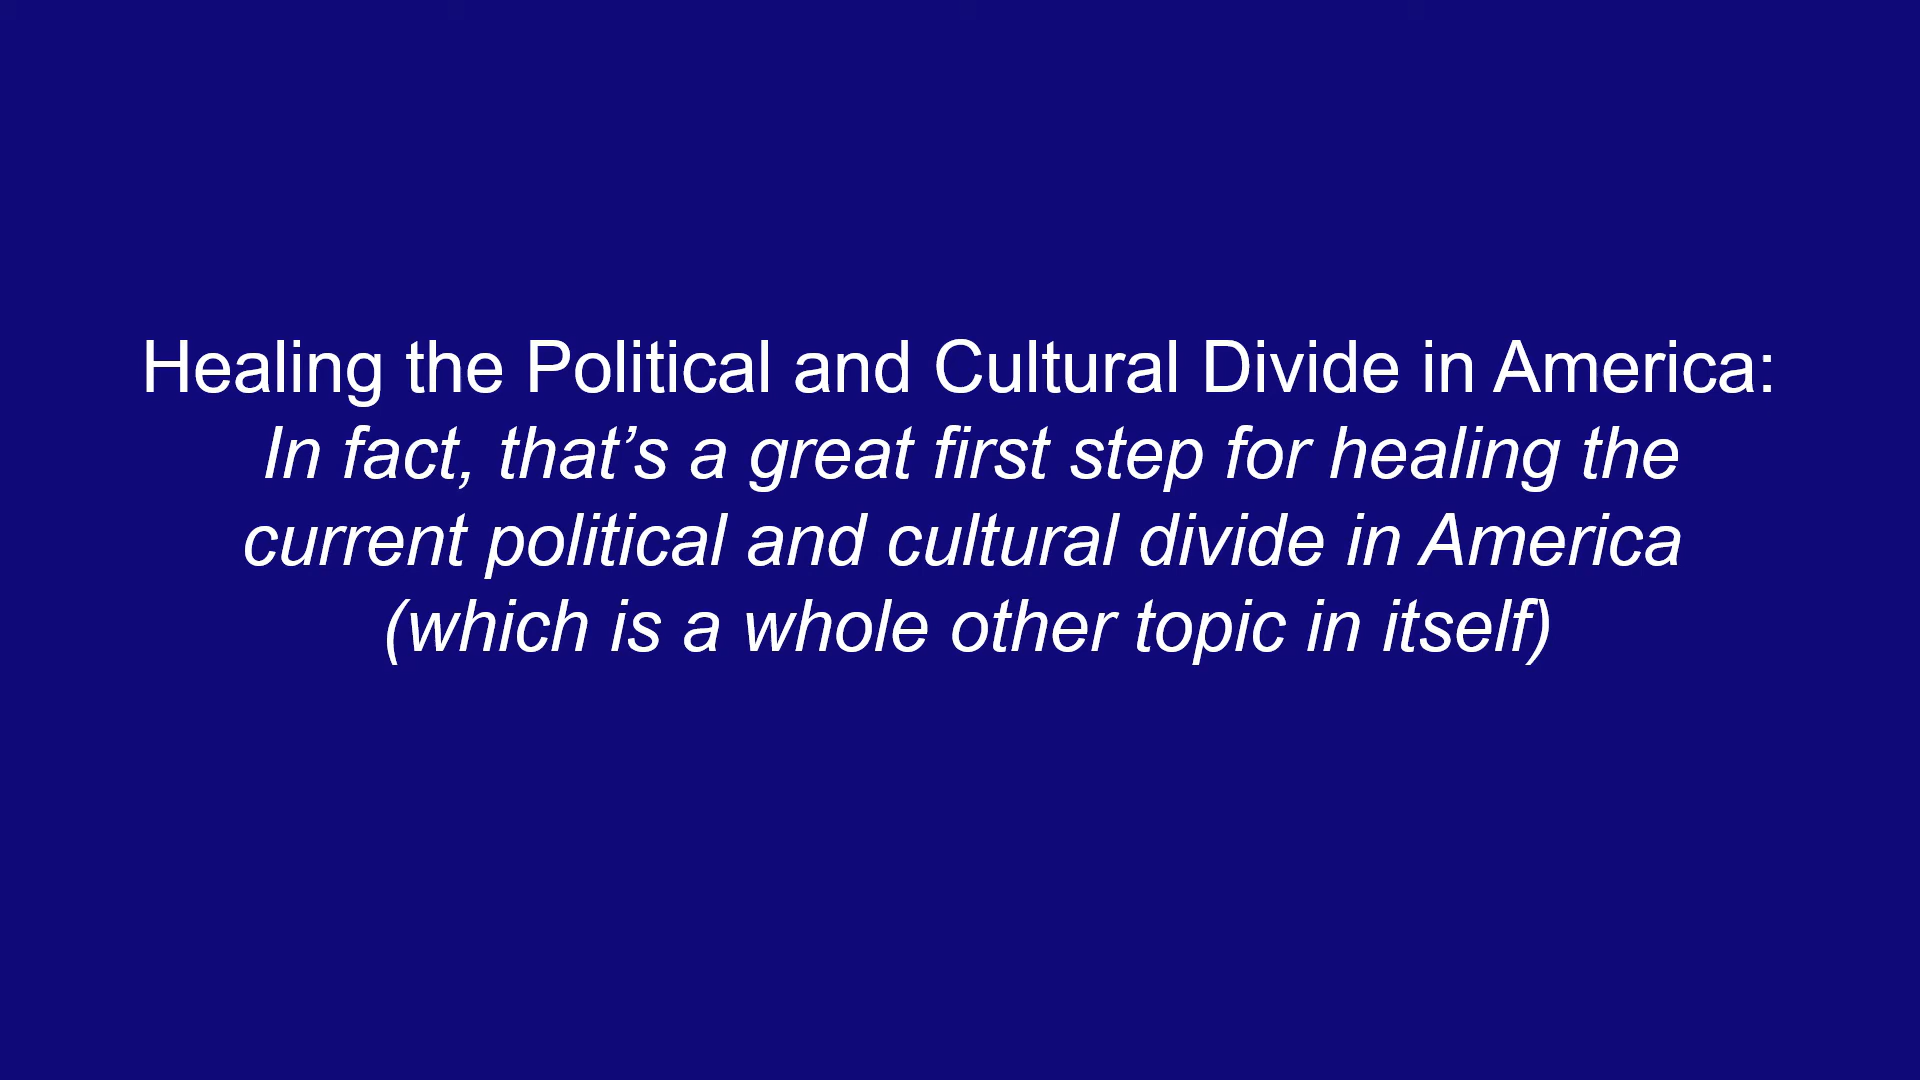 Healing the Political and Cultural Divide in America:
In fact, that’s a great first step for healing the
current political and cultural divide in America
(which is a whole other topic in itself)